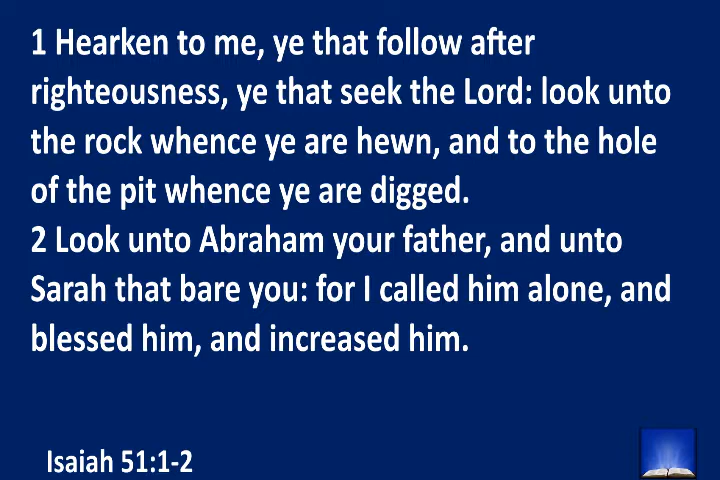 1 Hearken to me, ye that follow after
righteousness, ye that seek the Lord: look unto
the rock whence ye are hewn, and to the hole
of the pit whence ye are digged.
2 Look unto Abraham your father, and unto
Sarah that bare you: for I called him alone, and
blessed him, and increased him.
Isaiah 51:1-2